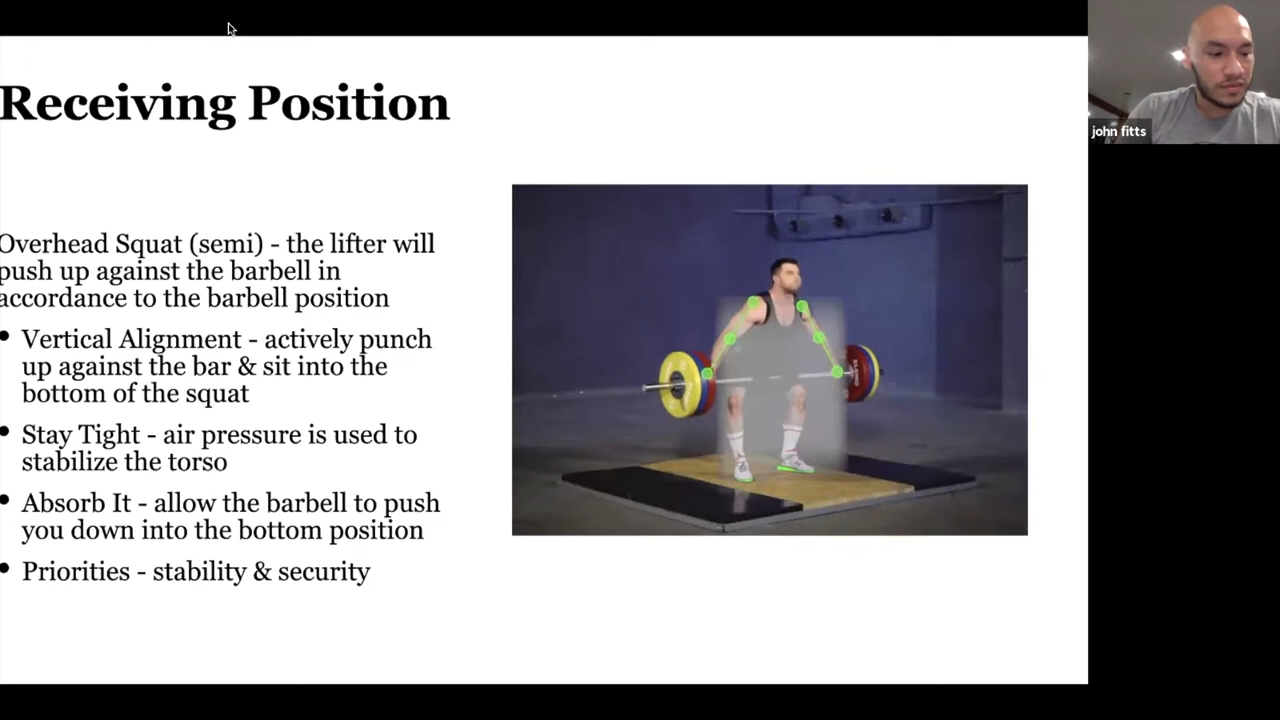 Receiving Position
john fitts
Overhead Squat (semi) - the lifter will
push up against the barbell in
accordance to the barbell position
• Vertical Alignment - actively punch
up against the bar & sit into the
bottom of the squat
• Stay Tight - air pressure is used to
stabilize the torso
• Absorb It - allow the barbell to push
you down into the bottom position
• Priorities - stability & security